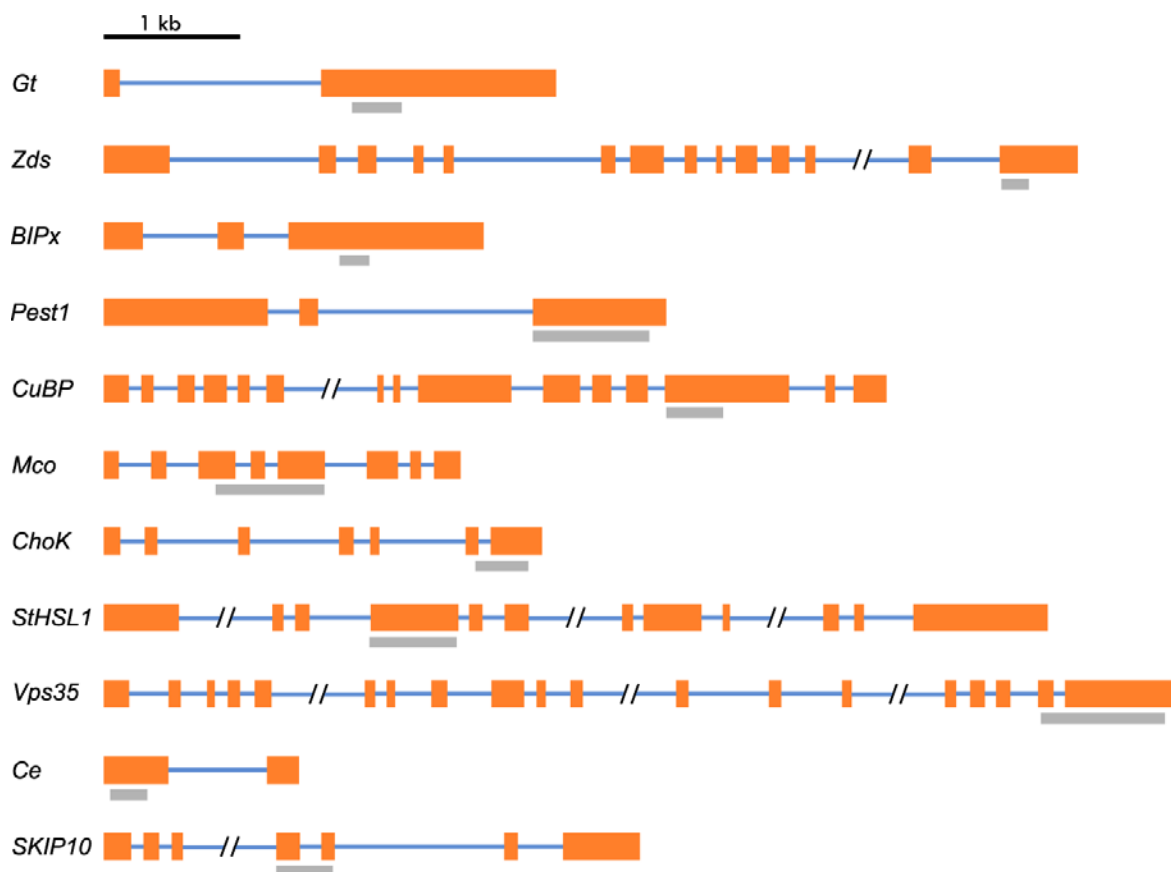 1 kb
Gt
Zds
BIPx
Pest1
CuBP
Mco
ChoK
StHSL1
Vps35
Ce
SKIP10